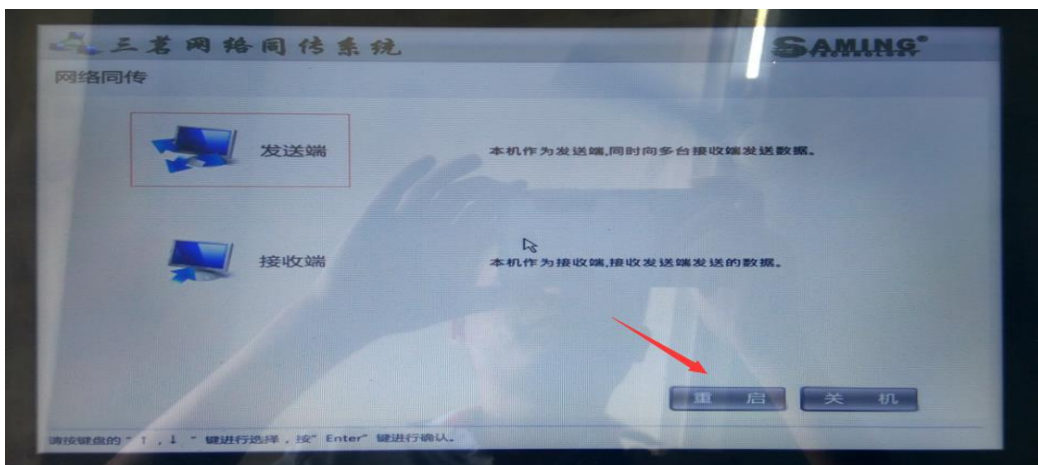 三茗网络同传系统
SAMING®
TECHNOLOGY
网络同传
发送端
本机作为发送端,同时向多台接收端发送数据。
接收端
本机作为接收端,接收发送端发送的数据。
重 启
关 机
请按键盘的"↑,↓"键进行选择，按"Enter"键进行确认。